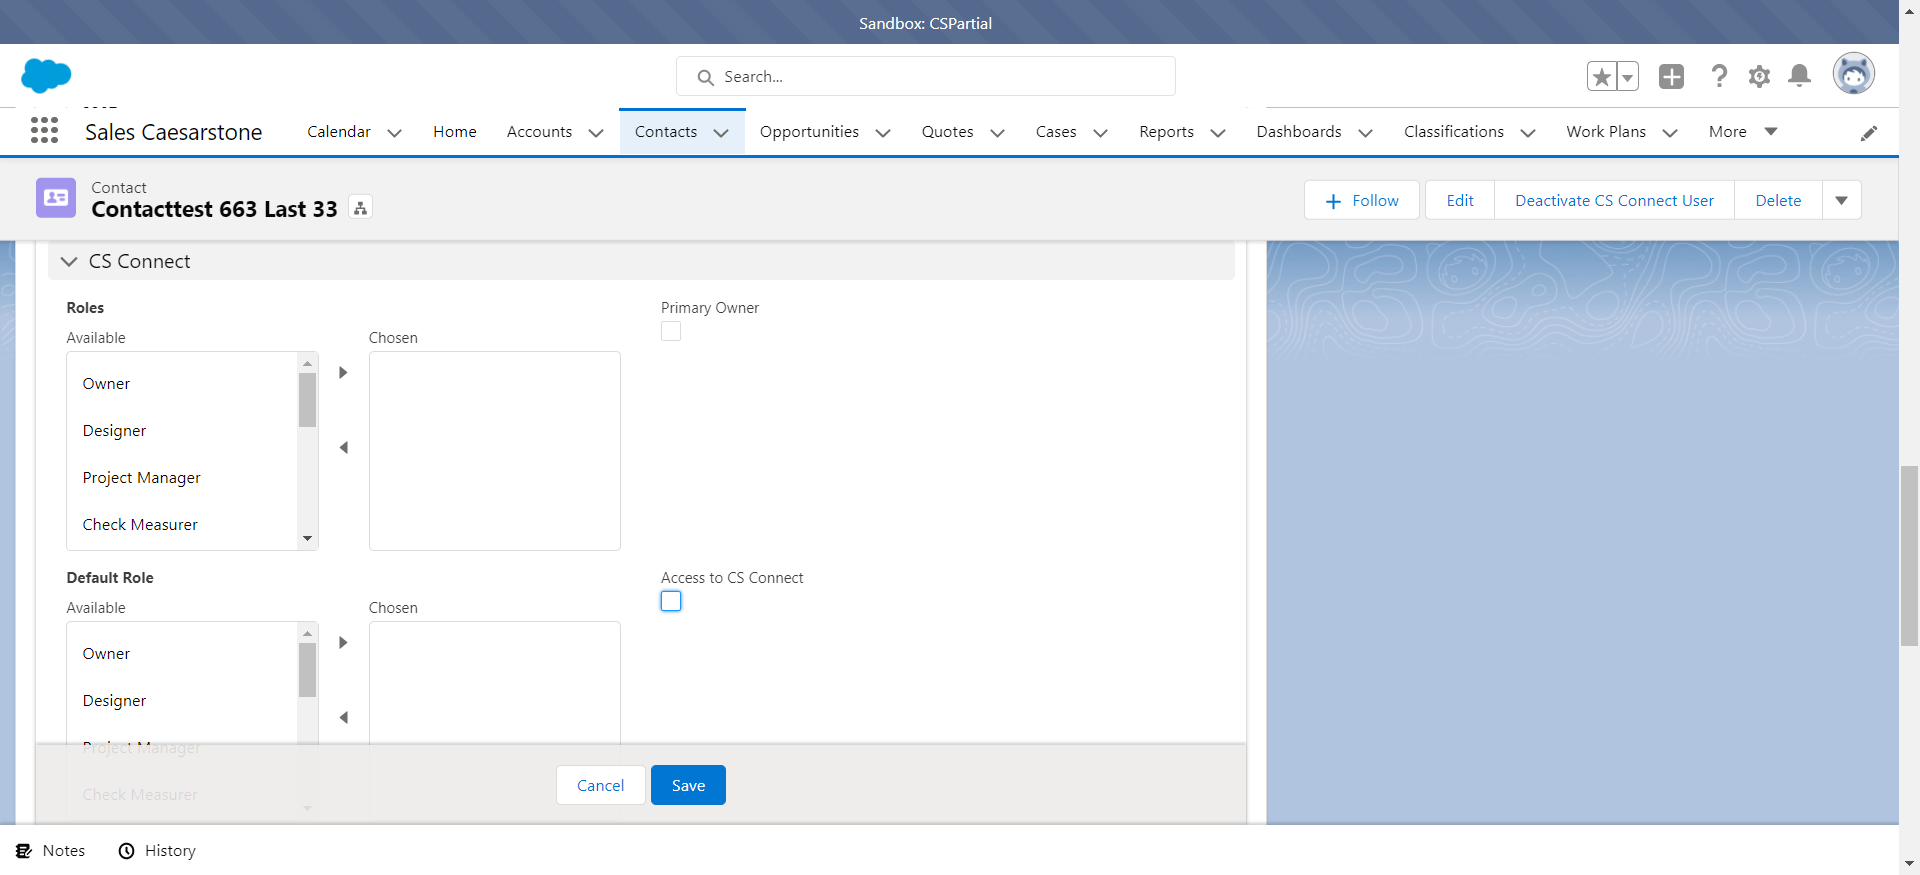 Sandbox: CSPartial
Search...
Sales Caesarstone
Calendar
Home
Accounts
Contacts
Opportunities
Quotes
Cases
Reports
Dashboards
Classifications
Work Plans
More
Contact
Contacttest 663 Last 33
Follow
Edit
Deactivate CS Connect User
Delete
CS Connect
Roles
Primary Owner
Available
Chosen
Owner
Designer
Project Manager
Check Measurer
Default Role
Access to CS Connect
Available
Chosen
Owner
Designer
Project Manager
Check Measurer
Cancel
Save
Notes
History